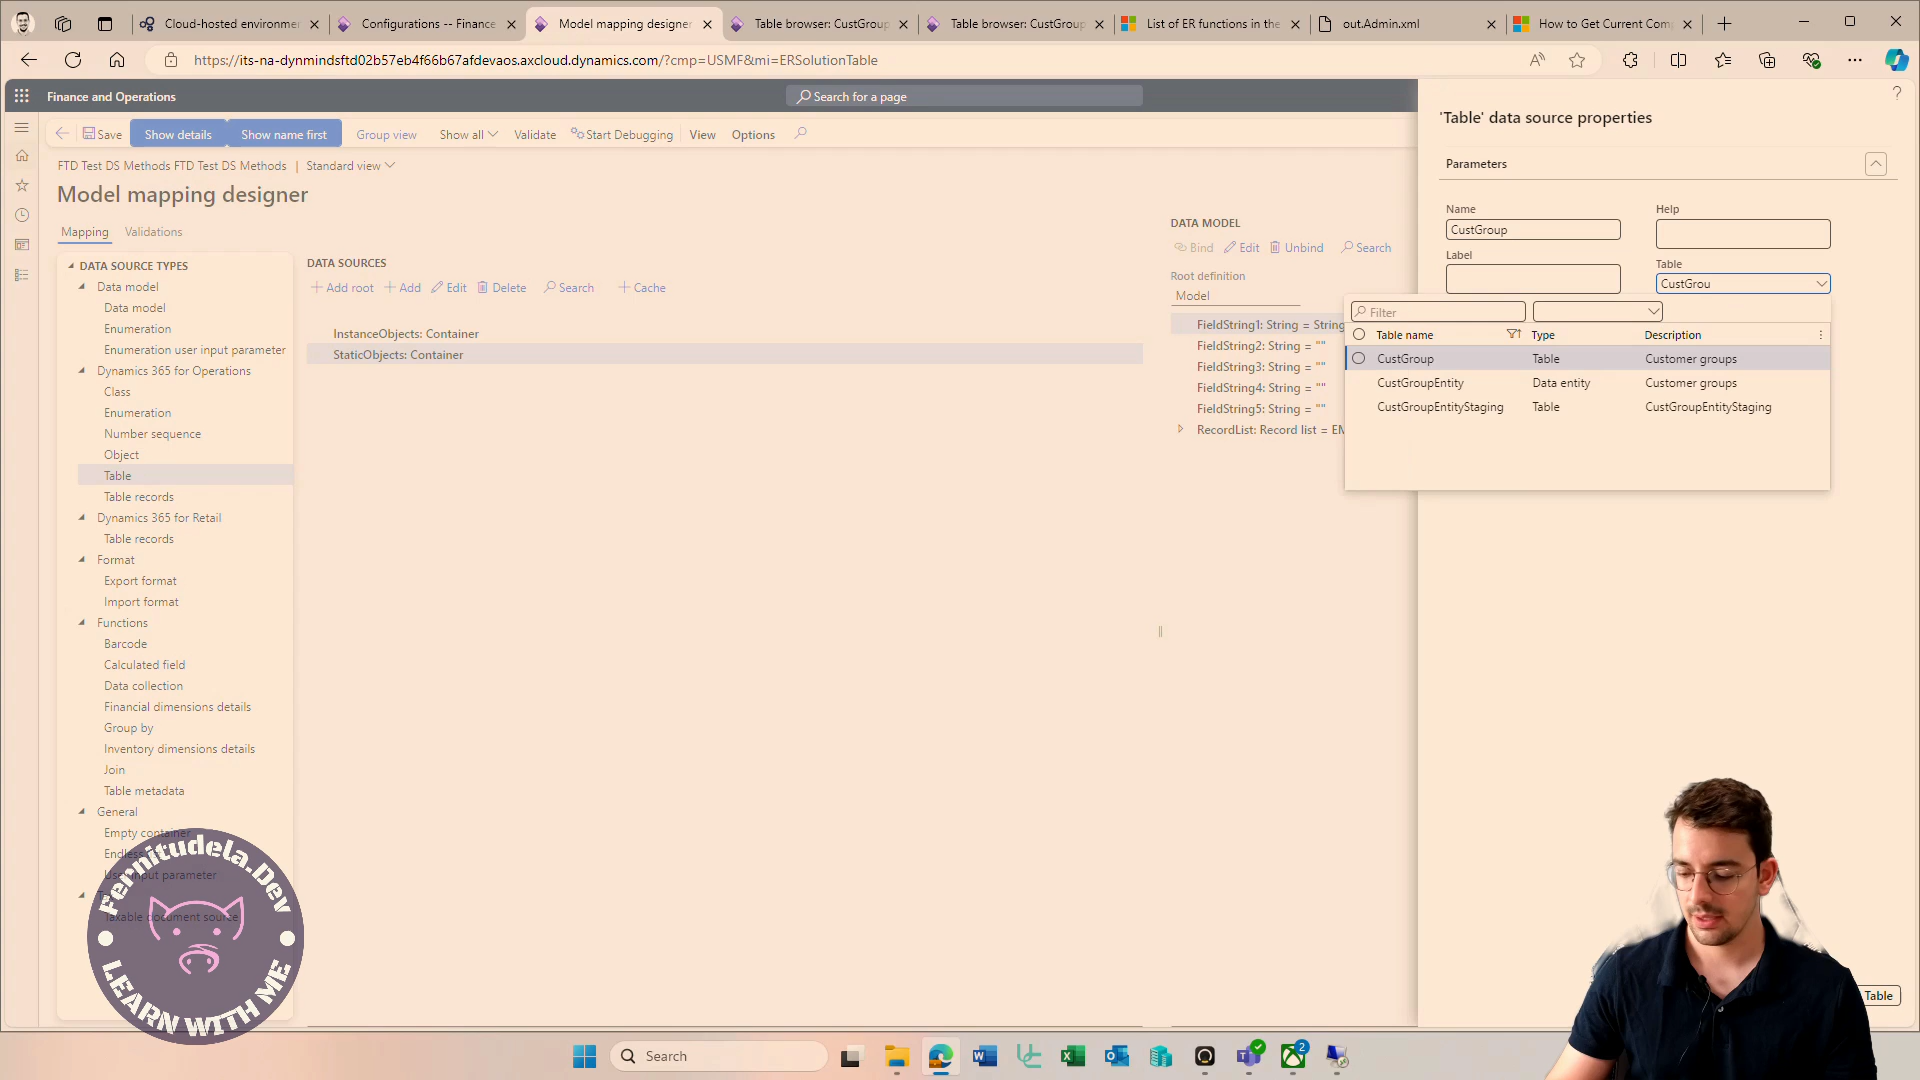 Cloud-hosted environme
Configurations -- Finance
Model mapping designer
Table browser: CustGroup
Table browser: CustGroup
List of ER functions in the
out.Admin.xml
How to Get Current Com
https://its-na-dynmindsftd02b57eb4f66b67afdevaos.axcloud.dynamics.com/?cmp=USMF&mi=ERSolutionTable
Finance and Operations
Search for a page
Save
Show details
Show name first
Group view
Show all
Validate
Start Debugging
View
Options
FTD Test DS Methods FTD Test DS Methods | Standard view
Model mapping designer
Mapping
Validations
DATA SOURCE TYPES
Data model
Data model
Enumeration
Enumeration user input parameter
Dynamics 365 for Operations
Class
Enumeration
Number sequence
Object
Table
Table records
Dynamics 365 for Retail
Table records
Format
Export format
Import format
Functions
Barcode
Calculated field
Data collection
Financial dimensions details
Group by
Inventory dimensions details
Join
Table metadata
General
Empty container
Endles
User input parameter
Taxable document source
Fernitudela.Dev
LEARN WITH ME
DATA SOURCES
Add root
Add
Edit
Delete
Search
Cache
InstanceObjects: Container
StaticObjects: Container
DATA MODEL
Bind
Edit
Unbind
Search
Root definition
Model
FieldString1: String = String
FieldString2: String = ""
FieldString3: String = ""
FieldString4: String = ""
FieldString5: String = ""
RecordList: Record list = EM
'Table' data source properties
?
Parameters
Name
CustGroup
Help
Label
Table
CustGrou
Filter
Table name Type Description
CustGroup Table Customer groups
CustGroupEntity Data entity Customer groups
CustGroupEntityStaging Table CustGroupEntityStaging
Table
Search
2